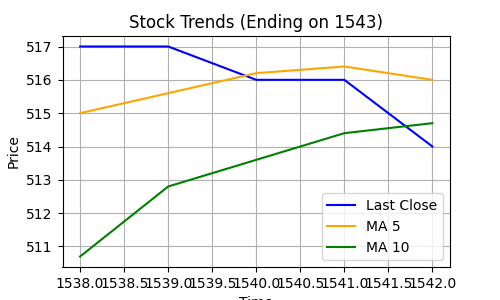 Stock Trends (Ending on 1543)
Price
517
516
515
514
513
512
511
Last Close
MA 5
MA 10
1538.0 1538.5 1539.0 1539.5 1540.0 1540.5 1541.0 1541.5 1542.0
Time